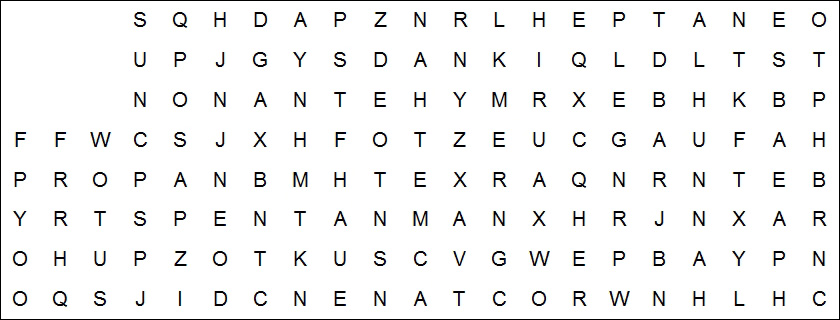 S Q H D A P Z N R L H E P T A N E O
U P J G Y S D A N K I Q L D L T S T
N O N A N T E H Y M R X E B H K B P
F F W C S J X H F O T Z E U C G A U F A H
P R O P A N B M H T E X R A Q N R N T E B
Y R T S P E N T A N M A N X H R J N X A R
O H U P Z O T K U S C V G W E P B A Y P N
O Q S J I D C N E N A T C O R W N H L H C